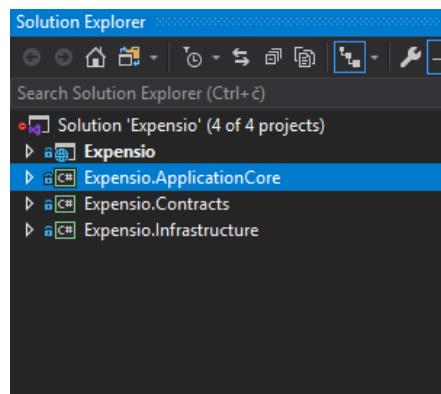 Solution Explorer
Search Solution Explorer (Ctrl+č)
Solution 'Expensio' (4 of 4 projects)
Expensio
C# Expensio.ApplicationCore
C# Expensio.Contracts
C# Expensio.Infrastructure